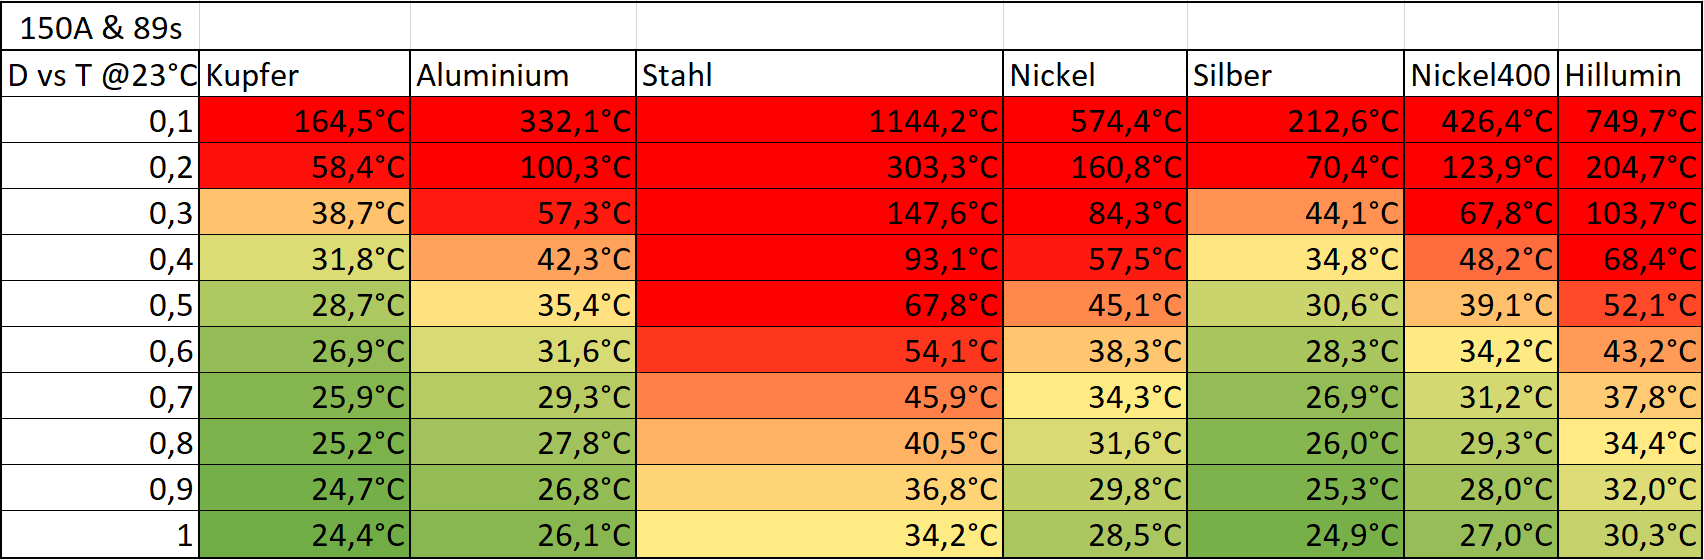 150A & 89s
D vs T @23°C Kupfer Aluminium Stahl Nickel Silber Nickel400 Hillumin
0,1 164,5°C 332,1°C 1144,2°C 574,4°C 212,6°C 426,4°C 749,7°C
0,2 58,4°C 100,3°C 303,3°C 160,8°C 70,4°C 123,9°C 204,7°C
0,3 38,7°C 57,3°C 147,6°C 84,3°C 44,1°C 67,8°C 103,7°C
0,4 31,8°C 42,3°C 93,1°C 57,5°C 34,8°C 48,2°C 68,4°C
0,5 28,7°C 35,4°C 67,8°C 45,1°C 30,6°C 39,1°C 52,1°C
0,6 26,9°C 31,6°C 54,1°C 38,3°C 28,3°C 34,2°C 43,2°C
0,7 25,9°C 29,3°C 45,9°C 34,3°C 26,9°C 31,2°C 37,8°C
0,8 25,2°C 27,8°C 40,5°C 31,6°C 26,0°C 29,3°C 34,4°C
0,9 24,7°C 26,8°C 36,8°C 29,8°C 25,3°C 28,0°C 32,0°C
1 24,4°C 26,1°C 34,2°C 28,5°C 24,9°C 27,0°C 30,3°C